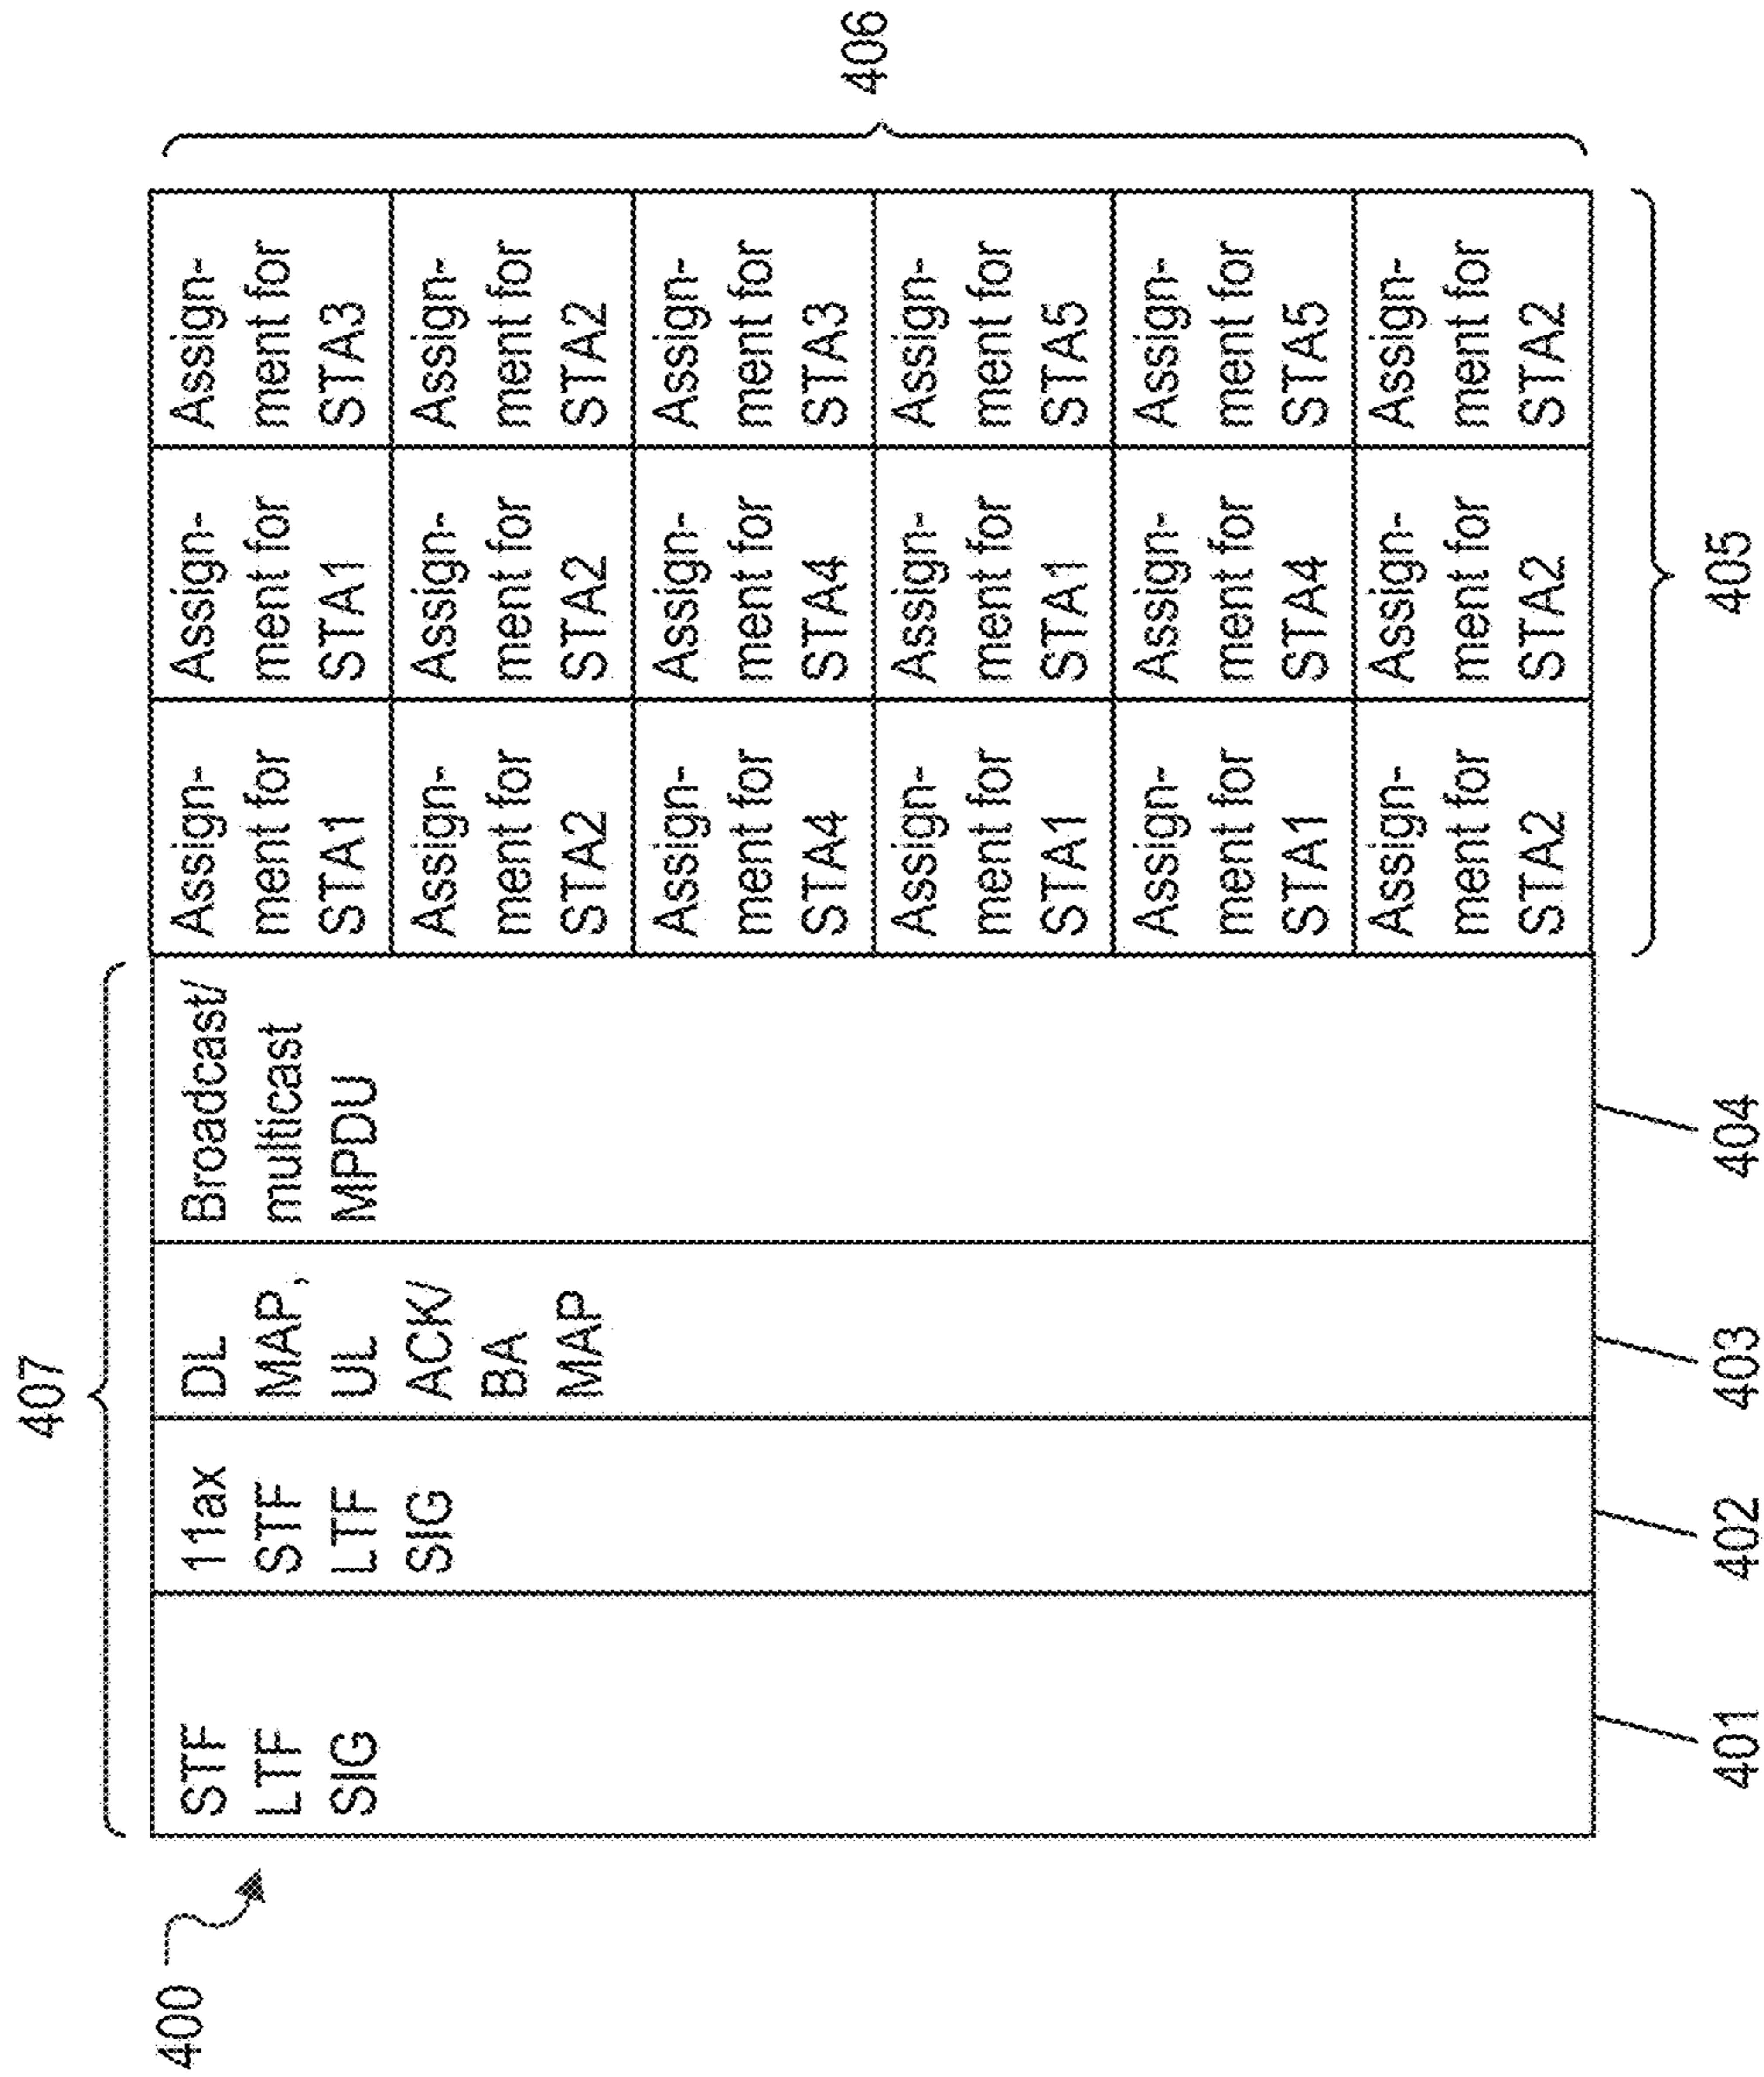 407
400
STF
LTF
SIG
11ax
STF
LTF
SIG
DL
MAP,
UL
ACK/
BA
MAP
Broadcast/
multicast
MPDU
Assign-
ment for
STA1
Assign-
ment for
STA1
Assign-
ment for
STA3
Assign-
ment for
STA2
Assign-
ment for
STA2
Assign-
ment for
STA2
Assign-
ment for
STA4
Assign-
ment for
STA4
Assign-
ment for
STA3
Assign-
ment for
STA1
Assign-
ment for
STA1
Assign-
ment for
STA5
Assign-
ment for
STA1
Assign-
ment for
STA4
Assign-
ment for
STA5
Assign-
ment for
STA2
Assign-
ment for
STA2
Assign-
ment for
STA2
406
401
402
403
404
405